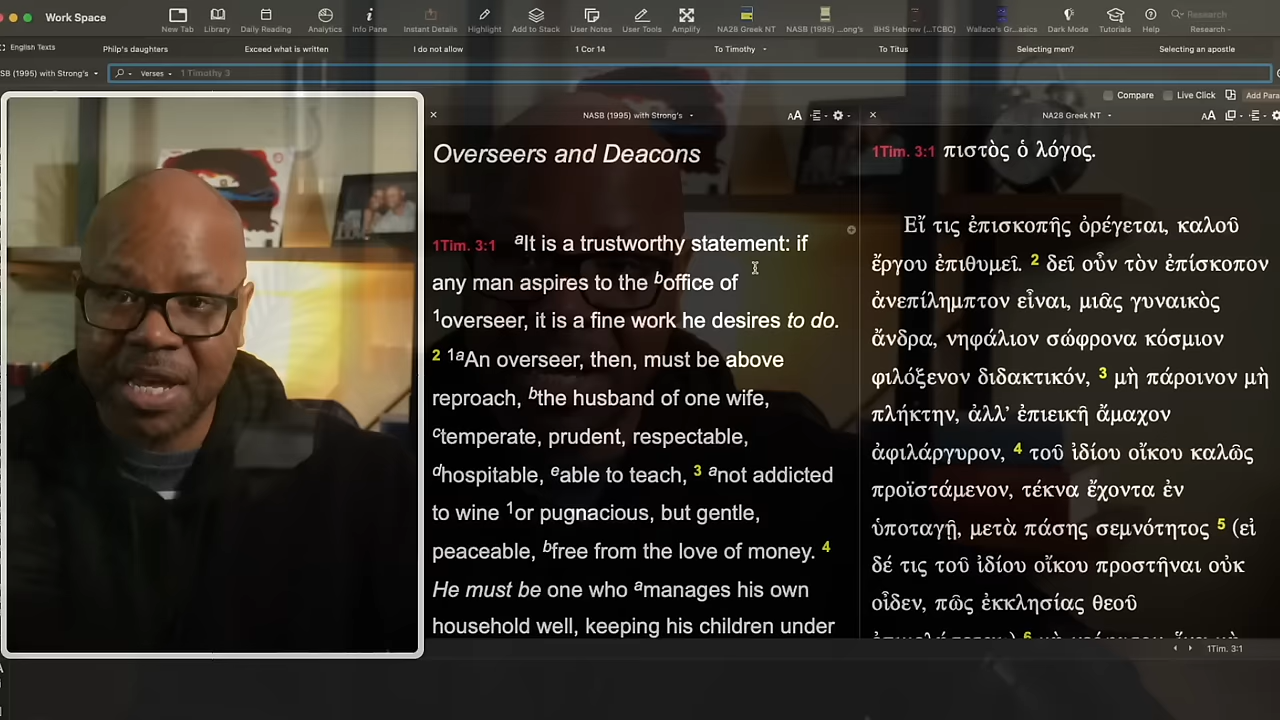 Work Space
New Tab
Library
Daily Reading
Analytics
Info Pane
Instant Details
Highlight
Add to Stack
User Notes
User Tools
Amplify
NA28 Greek NT
NASB (1995) ...ong's
BHS Hebrew (...TCBC)
Wallace's Gr...asics
Dark Mode
Tutorials
Help
Research
Research
English Texts
Philp's daughters
Exceed what is written
I do not allow
1 Cor 14
To Timothy
To Titus
Selecting men?
Selecting an apostle
SB (1995) with Strong's
Verses
1 Timothy 3
Compare
Live Click
Add Para
NASB (1995) with Strong's
Overseers and Deacons
1Tim. 3:1 aIt is a trustworthy statement: if
any man aspires to the boffice of
1overseer, it is a fine work he desires to do.
2 1aAn overseer, then, must be above
reproach, bthe husband of one wife,
ctemperate, prudent, respectable,
dhospitable, eable to teach, 3 anot addicted
to wine 1or pugnacious, but gentle,
peaceable, bfree from the love of money. 4
He must be one who amanages his own
household well, keeping his children under
NA28 Greek NT
1Tim. 3:1 πιστὸς ὁ λόγος.
Εἴ τις ἐπισκοπῆς ὀρέγεται, καλοῦ
ἔργου ἐπιθυμεῖ. 2 δεῖ οὖν τὸν ἐπίσκοπον
ἀνεπίλημπτον εἶναι, μιᾶς γυναικὸς
ἄνδρα, νηφάλιον σώφρονα κόσμιον
φιλόξενον διδακτικόν, 3 μὴ πάροινον μὴ
πλήκτην, ἀλλ’ ἐπιεικῆ ἄμαχον
ἀφιλάργυρον, 4 τοῦ ἰδίου οἴκου καλῶς
προϊστάμενον, τέκνα ἔχοντα ἐν
ὑποταγῇ, μετὰ πάσης σεμνότητος 5 (εἰ
δέ τις τοῦ ἰδίου οἴκου προστῆναι οὐκ
οἶδεν, πῶς ἐκκλησίας θεοῦ
6
1Tim. 3:1